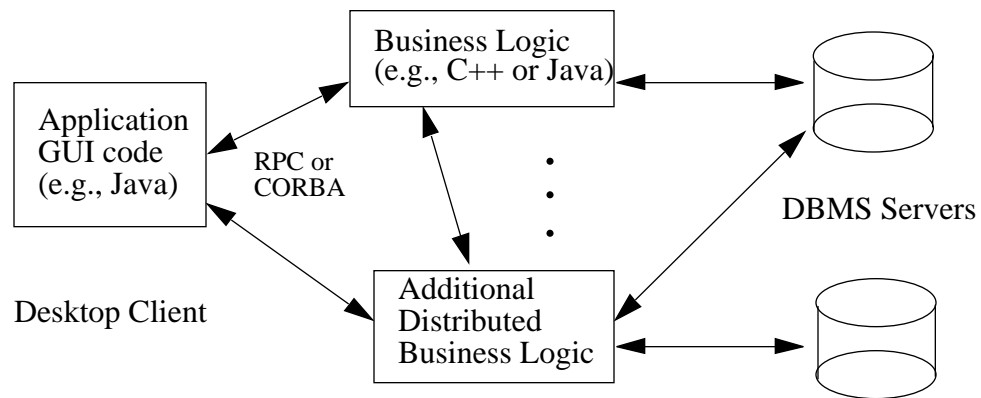 Business Logic
(e.g., C++ or Java)
Application
GUI code
(e.g., Java)
RPC or
CORBA
DBMS Servers
Desktop Client
Additional
Distributed
Business Logic